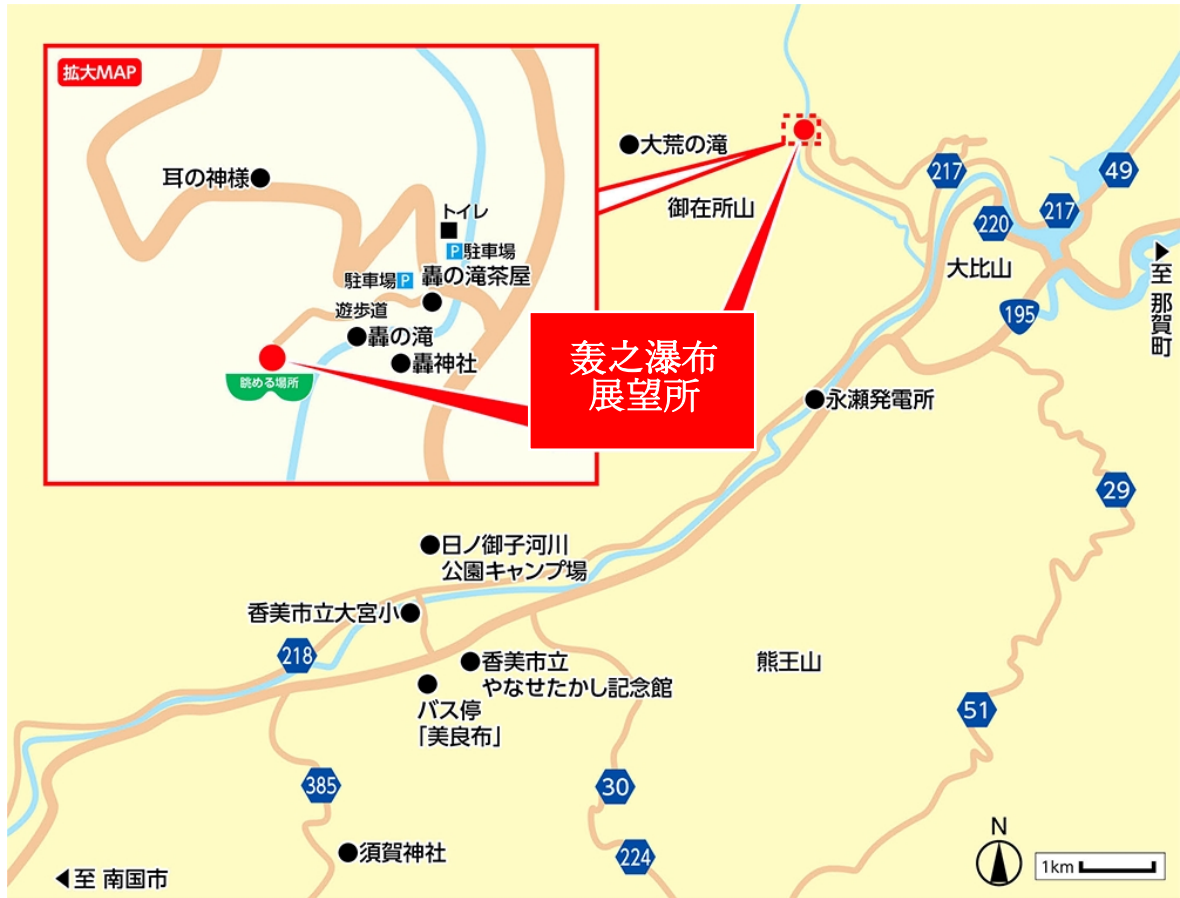 拡大MAP
耳の神様
トイレ
P駐車場
駐車場P
轟の滝茶屋
遊歩道
轟の滝
轟神社
眺める場所
轰之瀑布
展望所
大荒の滝
御在所山
217
49
220
217
大比山
195
至 那賀町
永瀬発電所
29
日ノ御子河川
公園キャンプ場
香美市立大宮小
218
香美市立
やなせたかし記念館
熊王山
バス停
「美良布」
51
385
30
須賀神社
224
至 南国市
N
1km